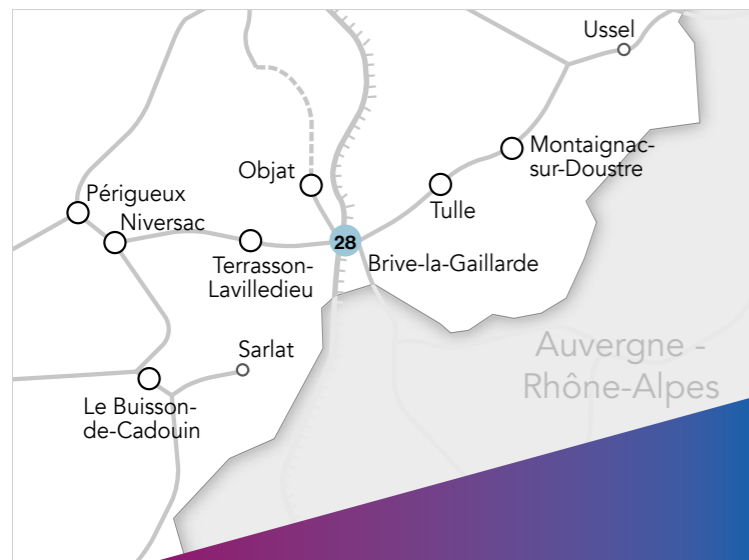 Ussel
Montaignac-
sur-Doustre
Objat
Périgueux
Niversac
Tulle
28
Terrasson-
Lavilledieu
Brive-la-Gaillarde
Sarlat
Auvergne -
Rhône-Alpes
Le Buisson-
de-Cadouin